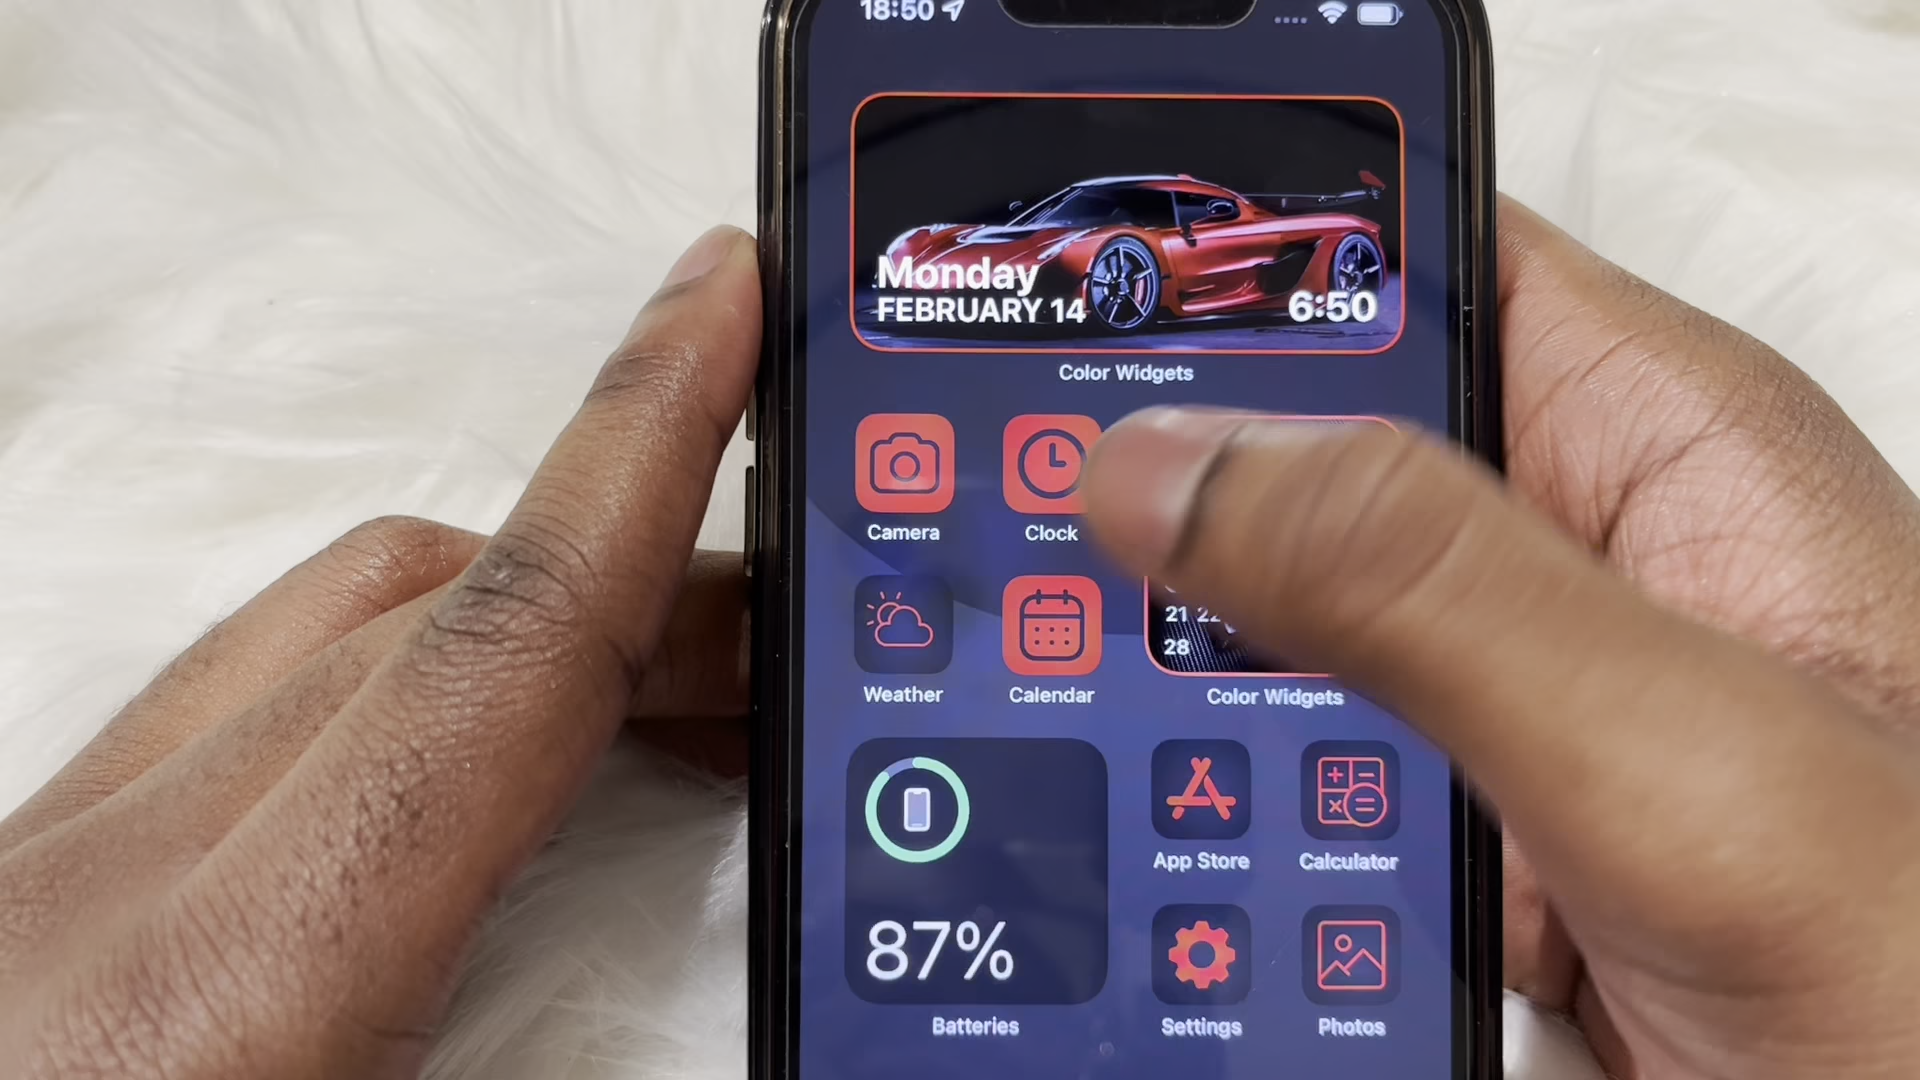 18:50
Monday
FEBRUARY 14
6:50
Color Widgets
Camera
Clock
21 22
28
Weather
Calendar
Color Widgets
87%
Batteries
App Store
Calculator
Settings
Photos